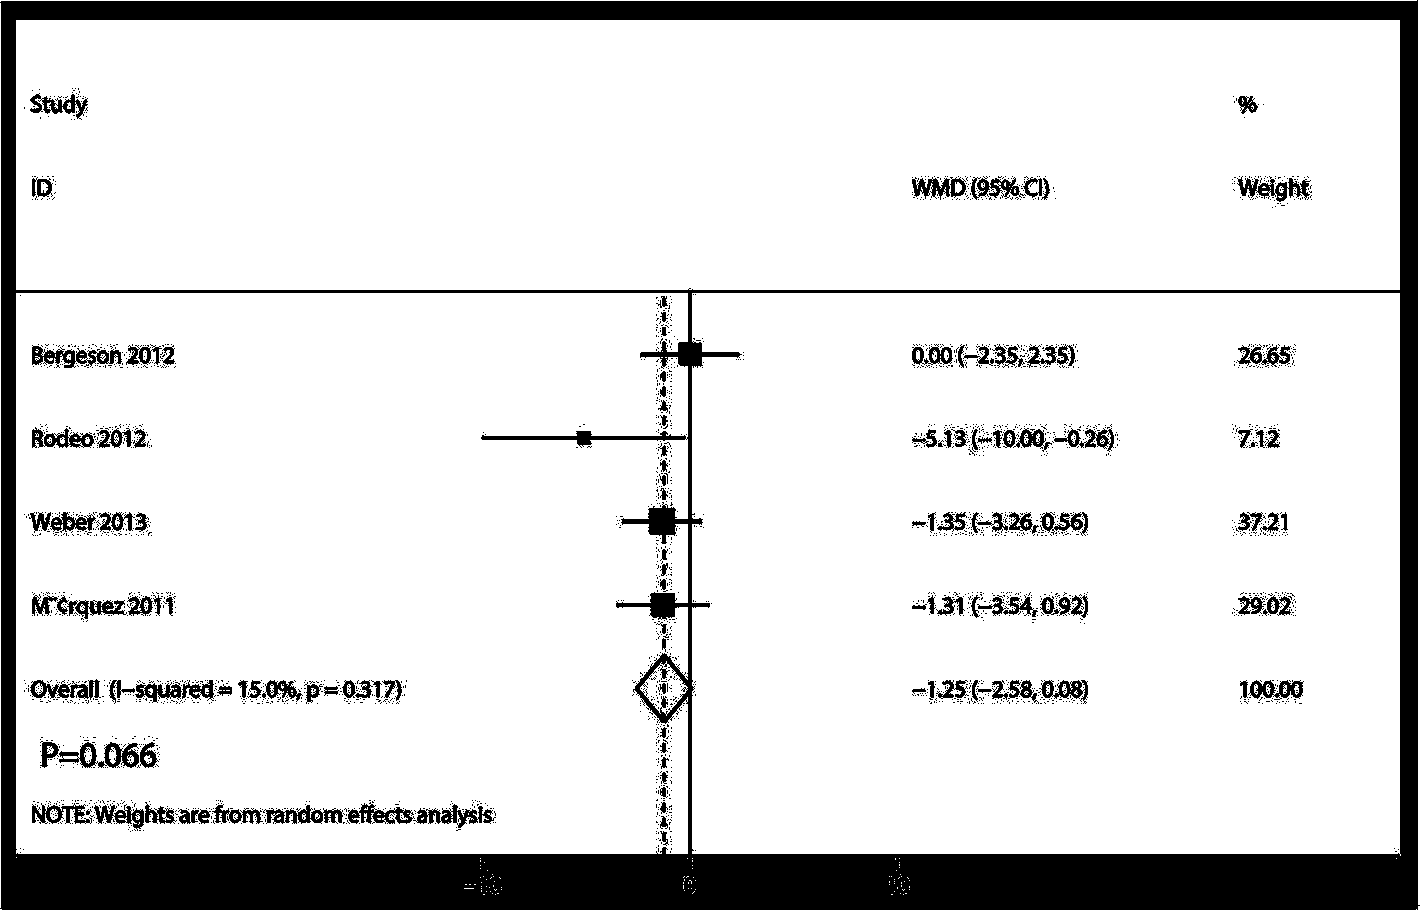 Study %
ID WMD (95% CI) Weight
Bergeson 2012 0.00 (−2.35, 2.35) 26.65
Rodeo 2012 −5.13 (−10.00, −0.26) 7.12
Weber 2013 −1.35 (−3.26, 0.56) 37.21
M¨¢rquez 2011 −1.31 (−3.54, 0.92) 29.02
Overall (I−squared = 15.0%, p = 0.317) −1.25 (−2.58, 0.08) 100.00
P=0.066
NOTE: Weights are from random effects analysis
−10 0 10